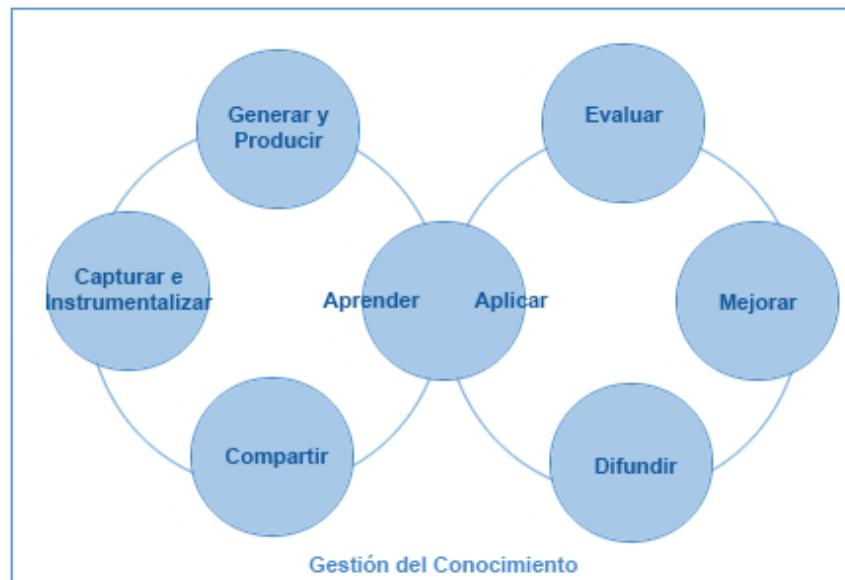 Generar y
Producir
Evaluar
Capturar e
Instrumentalizar
Aprender
Aplicar
Mejorar
Compartir
Difundir
Gestión del Conocimiento